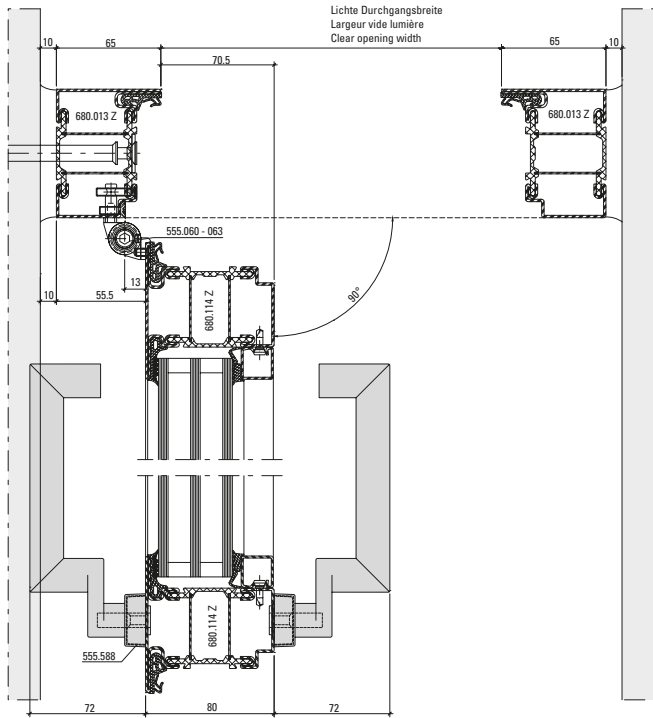 Lichte Durchgangsbreite
Largeur vide lumière
Clear opening width
10
65
65
10
70.5
680.013 Z
680.013 Z
555.060 - 063
13
10
55.5
680.114 Z
90°
680.114 Z
555.588
72
80
72